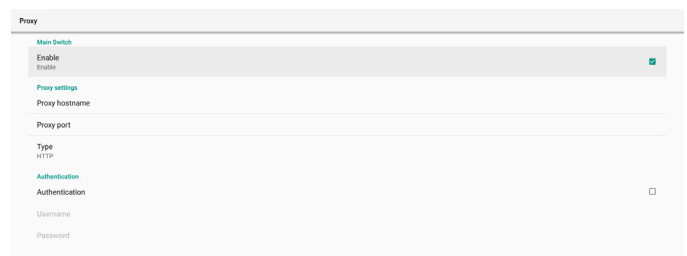 Proxy
Main Switch
Enable
Enable
Proxy settings
Proxy hostname
Proxy port
Type
HTTP
Authentication
Authentication
Username
Password